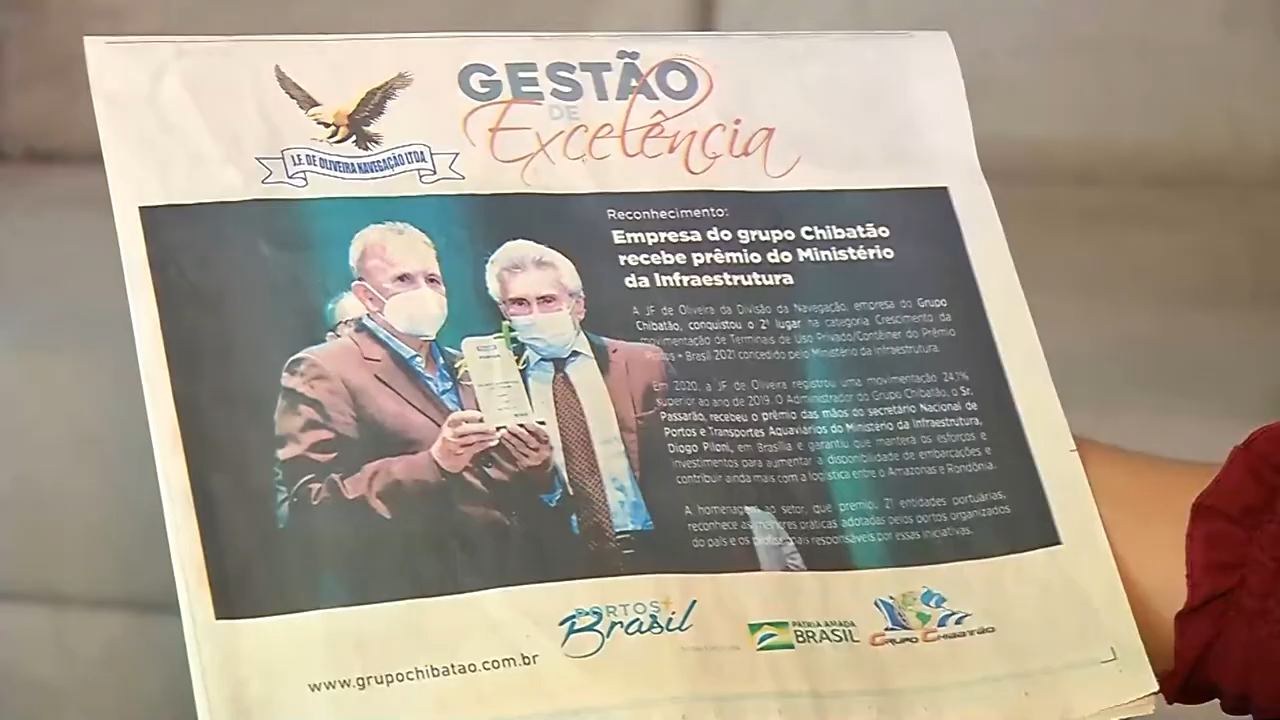 GESTÃO
DE
Excelência
J.F. DE OLIVEIRA NAVEGAÇÃO LTDA.
Reconhecimento:
Empresa do grupo Chibatão
recebe prêmio do Ministério
da Infraestrutura
A JF de Oliveira da Divisão da Navegação, empresa do Grupo
Chibatão, conquistou o 2º lugar na categoria Crescimento da
movimentação de Terminais de Uso Privado/Contêiner do Prêmio
Portos + Brasil 2021 concedido pelo Ministério da Infraestrutura.
Em 2020, a JF de Oliveira registrou uma movimentação 24,1%
superior ao ano de 2019. O Administrador do Grupo Chibatão, o Sr.
Passarão, recebeu o prêmio das mãos do secretário Nacional de
Portos e Transportes Aquaviários do Ministério da Infraestrutura,
Diogo Piloni, em Brasília e garantiu que manterá os esforços e
investimentos para aumentar a disponibilidade de embarcações e
contribuir ainda mais com a logística entre o Amazonas e Rondônia.
A homenagem ao setor, que premiou 21 entidades portuárias,
reconhece as melhores práticas adotadas pelos portos organizados
do país e os profissionais responsáveis por essas iniciativas.
PORTOS+
Brasil
PÁTRIA AMADA
BRASIL
GRUPO CHIBATÃO
www.grupochibatao.com.br